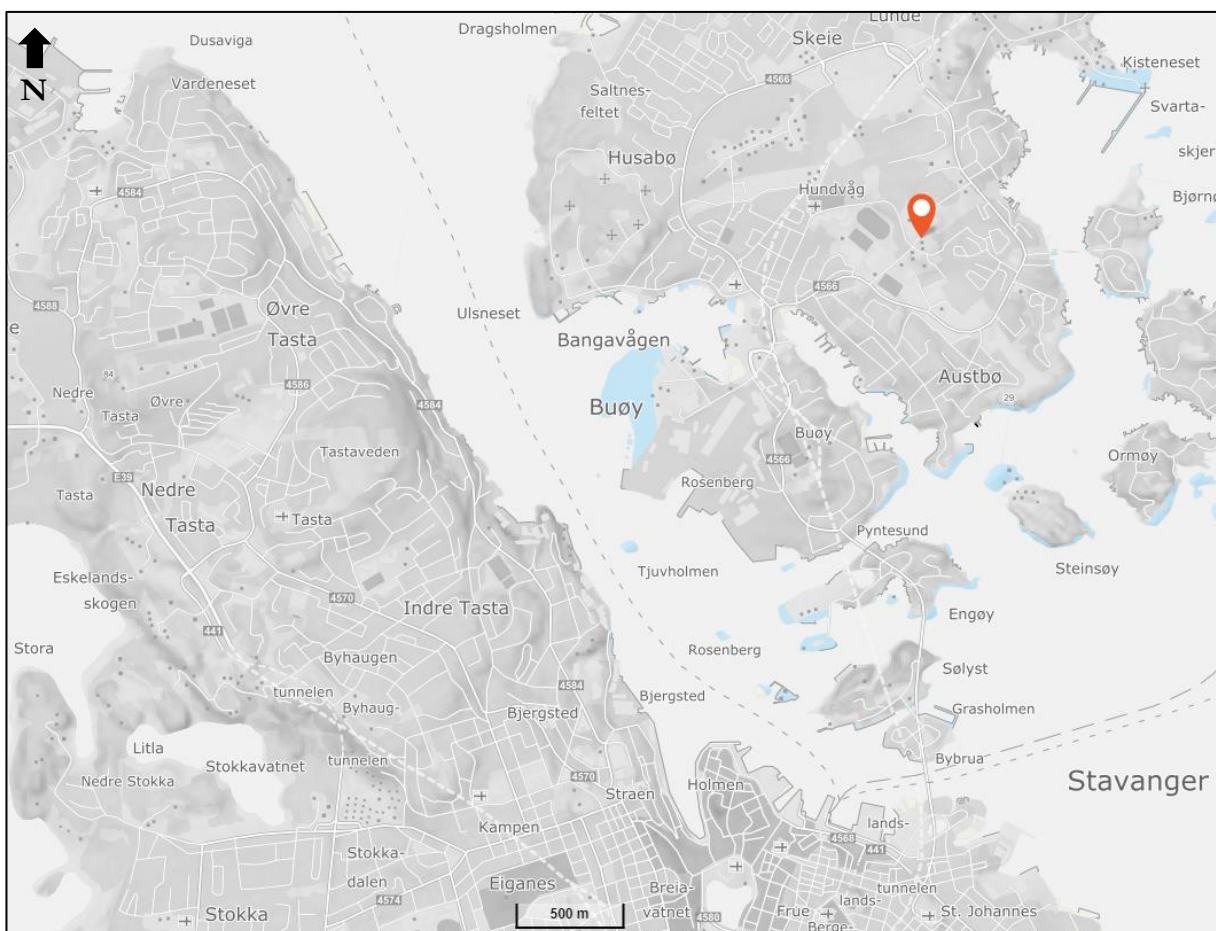 Dusaviga
Dragsholmen
Lunde
Skeie
Vardeneset
N
4566
Kisteneset
Saltnes-
feltet
Svarta-
skjer
Husabø
4584
Hundvåg
Bjørnø
4588
Øvre
Tasta
Ulsneset
4566
Bangavågen
84
4586
Nedre
Tasta
Øvre
4584
Austbø
29
Buøy
Buøy
Tastaveden
Ormøy
E39
Nedre
Tasta
Tasta
Tasta
4566
Rosenberg
Pyntesund
Steinsøy
Tjuvholmen
Eskelands-
skogen
4570
Indre Tasta
Engøy
441
Stora
Byhaugen
Rosenberg
Sølyst
tunnelen
Byhaug-
tunnelen
4584
Bjergsted
Bjergsted
Grasholmen
Litla
Stokkavatnet
Bybrua
Nedre Stokka
4570
Straen
Holmen
Stavanger
Kampen
lands-
4568
441
tunnelen
Stokka-
dalen
4574
Eiganes
Breia-
vatnet
4580
Frue
Berge-
lands-
St. Johannes
Stokka
500 m